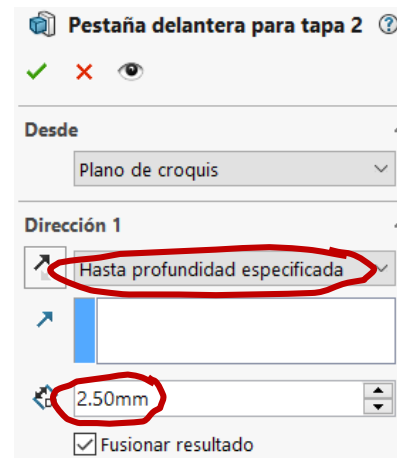 Pestaña delantera para tapa 2
Desde
Plano de croquis
Dirección 1
Hasta profundidad especificada
2.50mm
Fusionar resultado